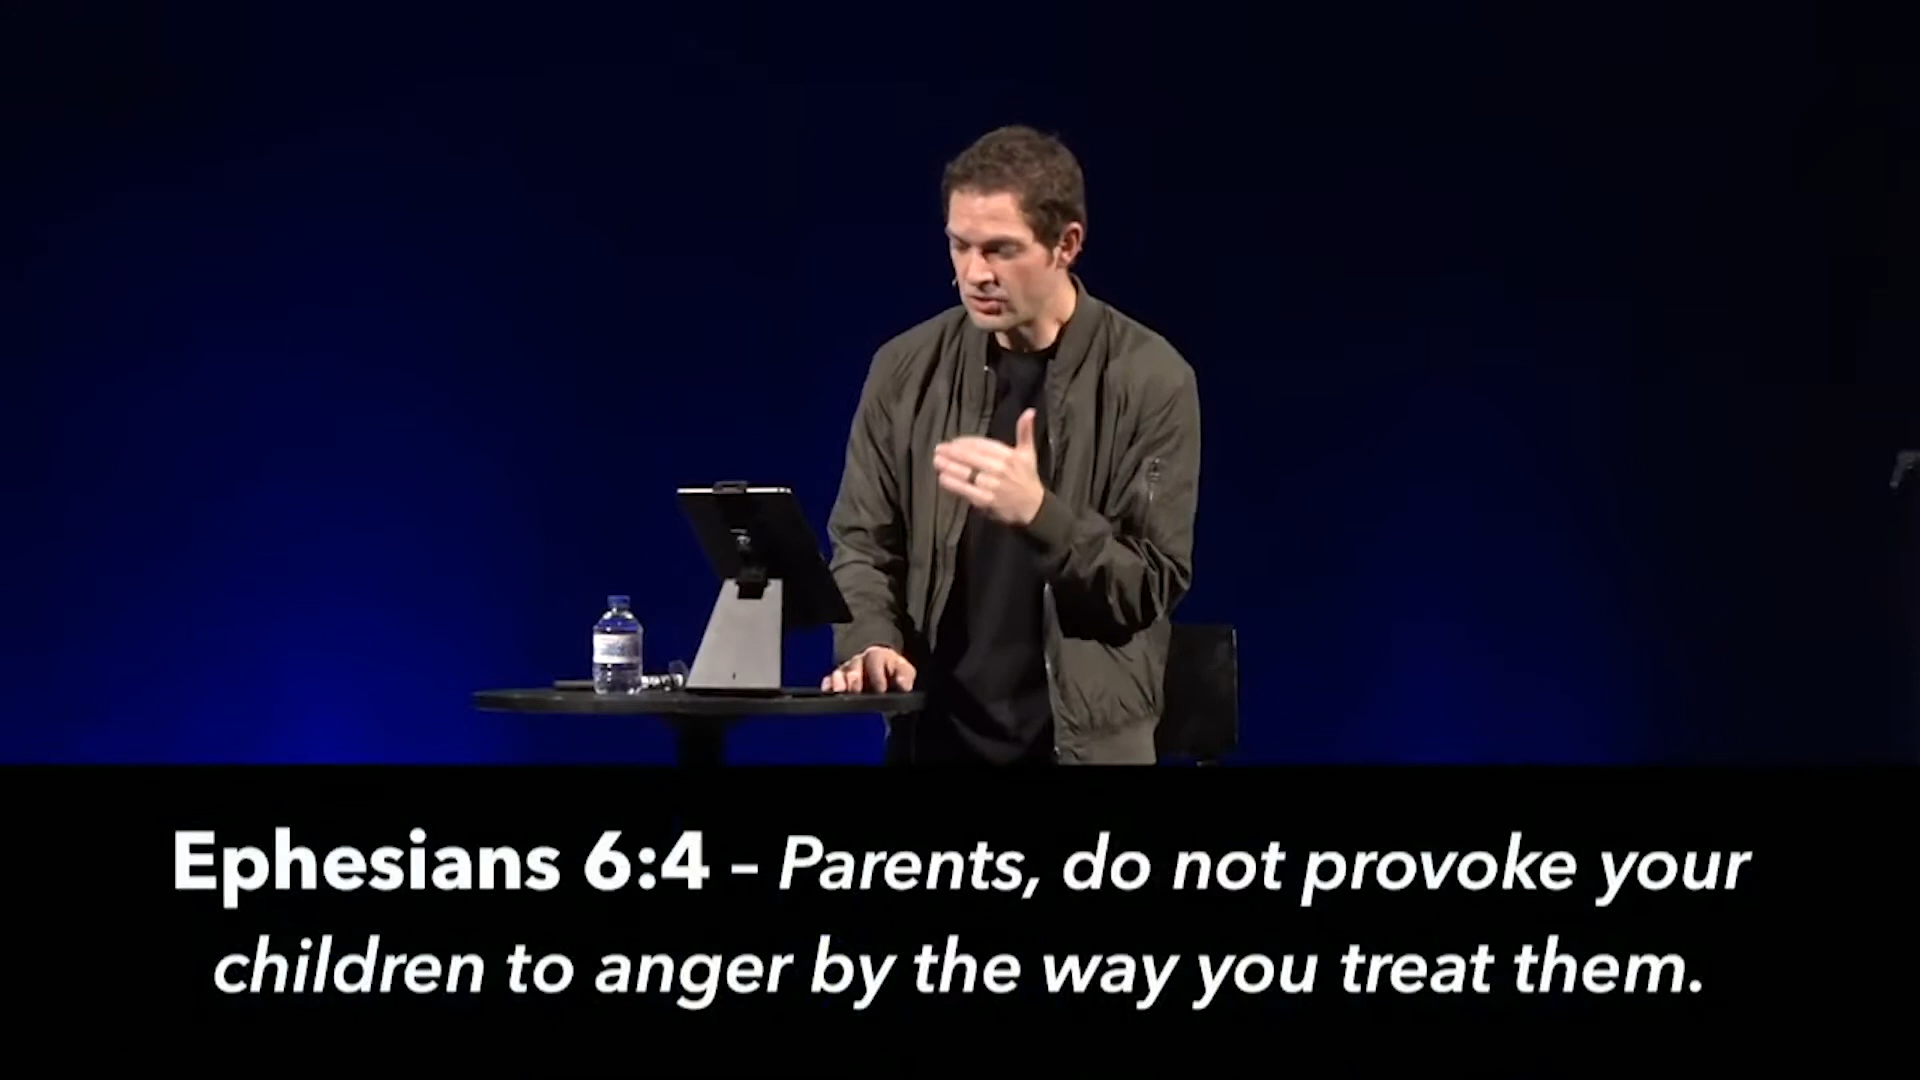 Ephesians 6:4 – Parents, do not provoke your
children to anger by the way you treat them.